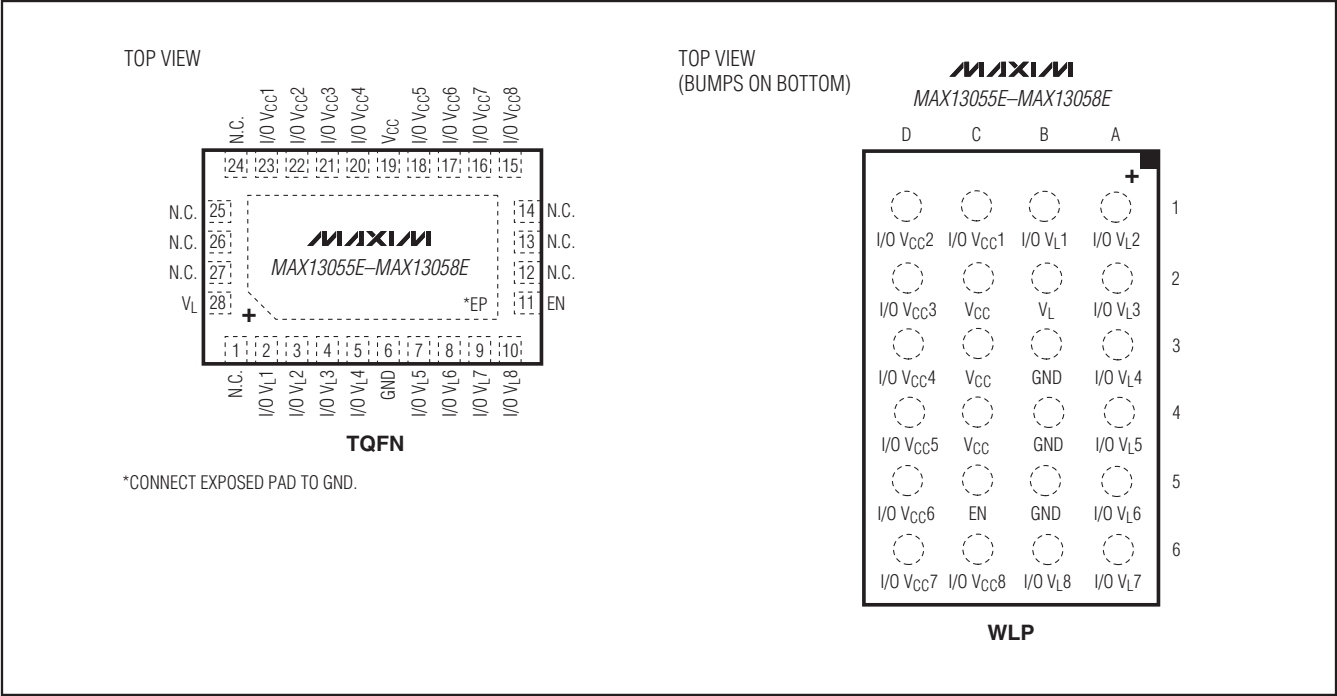 TOP VIEW
N.C. I/O VCC1 I/O VCC2 I/O VCC3 I/O VCC4 VCC I/O VCC5 I/O VCC6 I/O VCC7 I/O VCC8
24 23 22 21 20 19 18 17 16 15
N.C. 25 14 N.C.
N.C. 26 MAXIM 13 N.C.
N.C. 27 MAX13055E–MAX13058E 12 N.C.
VL 28 + *EP 11 EN
1 2 3 4 5 6 7 8 9 10
N.C. I/O VL1 I/O VL2 I/O VL3 I/O VL4 GND I/O VL5 I/O VL6 I/O VL7 I/O VL8
TQFN
*CONNECT EXPOSED PAD TO GND.
TOP VIEW
(BUMPS ON BOTTOM)
MAXIM
MAX13055E–MAX13058E
D C B A
+
1
I/O VCC2 I/O VCC1 I/O VL1 I/O VL2
2
I/O VCC3 VCC VL I/O VL3
3
I/O VCC4 VCC GND I/O VL4
4
I/O VCC5 VCC GND I/O VL5
5
I/O VCC6 EN GND I/O VL6
6
I/O VCC7 I/O VCC8 I/O VL8 I/O VL7
WLP